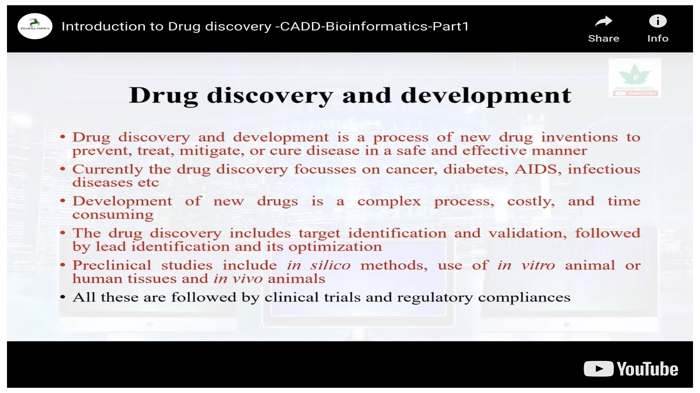 Introduction to Drug discovery -CADD-Bioinformatics-Part1
Share
Info
Drug discovery and development
• Drug discovery and development is a process of new drug inventions to
prevent, treat, mitigate, or cure disease in a safe and effective manner
• Currently the drug discovery focusses on cancer, diabetes, AIDS, infectious
diseases etc
• Development of new drugs is a complex process, costly, and time
consuming
• The drug discovery includes target identification and validation, followed
by lead identification and its optimization
• Preclinical studies include in silico methods, use of in vitro animal or
human tissues and in vivo animals
• All these are followed by clinical trials and regulatory compliances
YouTube